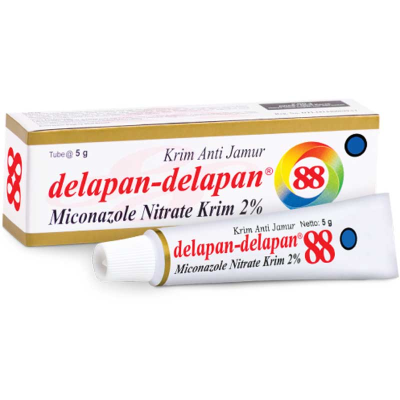 Tube@ 5 g
Krim Anti Jamur
delapan-delapan®
88
Miconazole Nitrate Krim 2%
Krim Anti Jamur Netto: 5 g
delapan-delapan®
88
Miconazole Nitrate Krim 2%